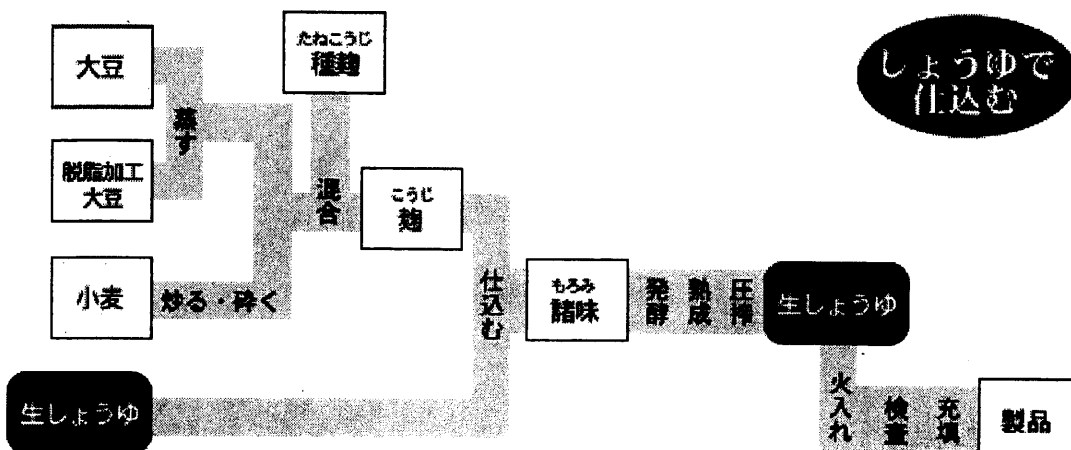 しょうゆで
仕込む
大豆
たねこうじ
種麹
蒸す
脱脂加工
大豆
混合
こうじ
麹
小麦
炒る・砕く
仕込む
もろみ
諸味
発酵
熟成
圧搾
生しょうゆ
生しょうゆ
火入れ
検査
充填
製品